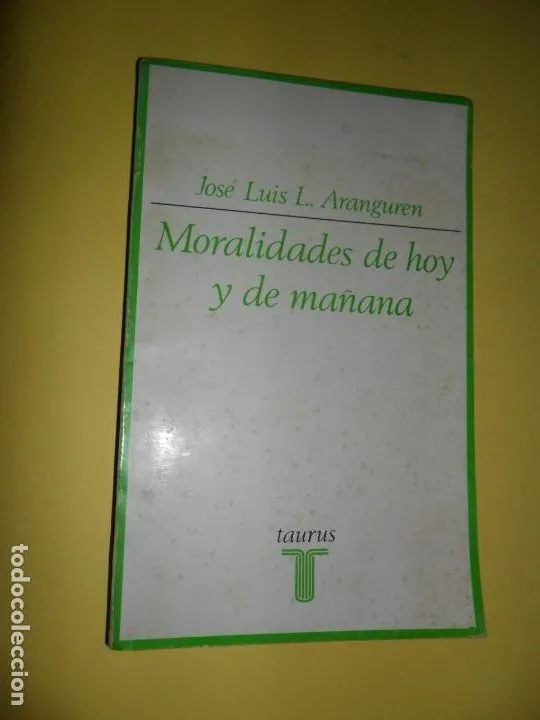 José Luis L. Aranguren
Moralidades de hoy
y de mañana
taurus
todocoleccion